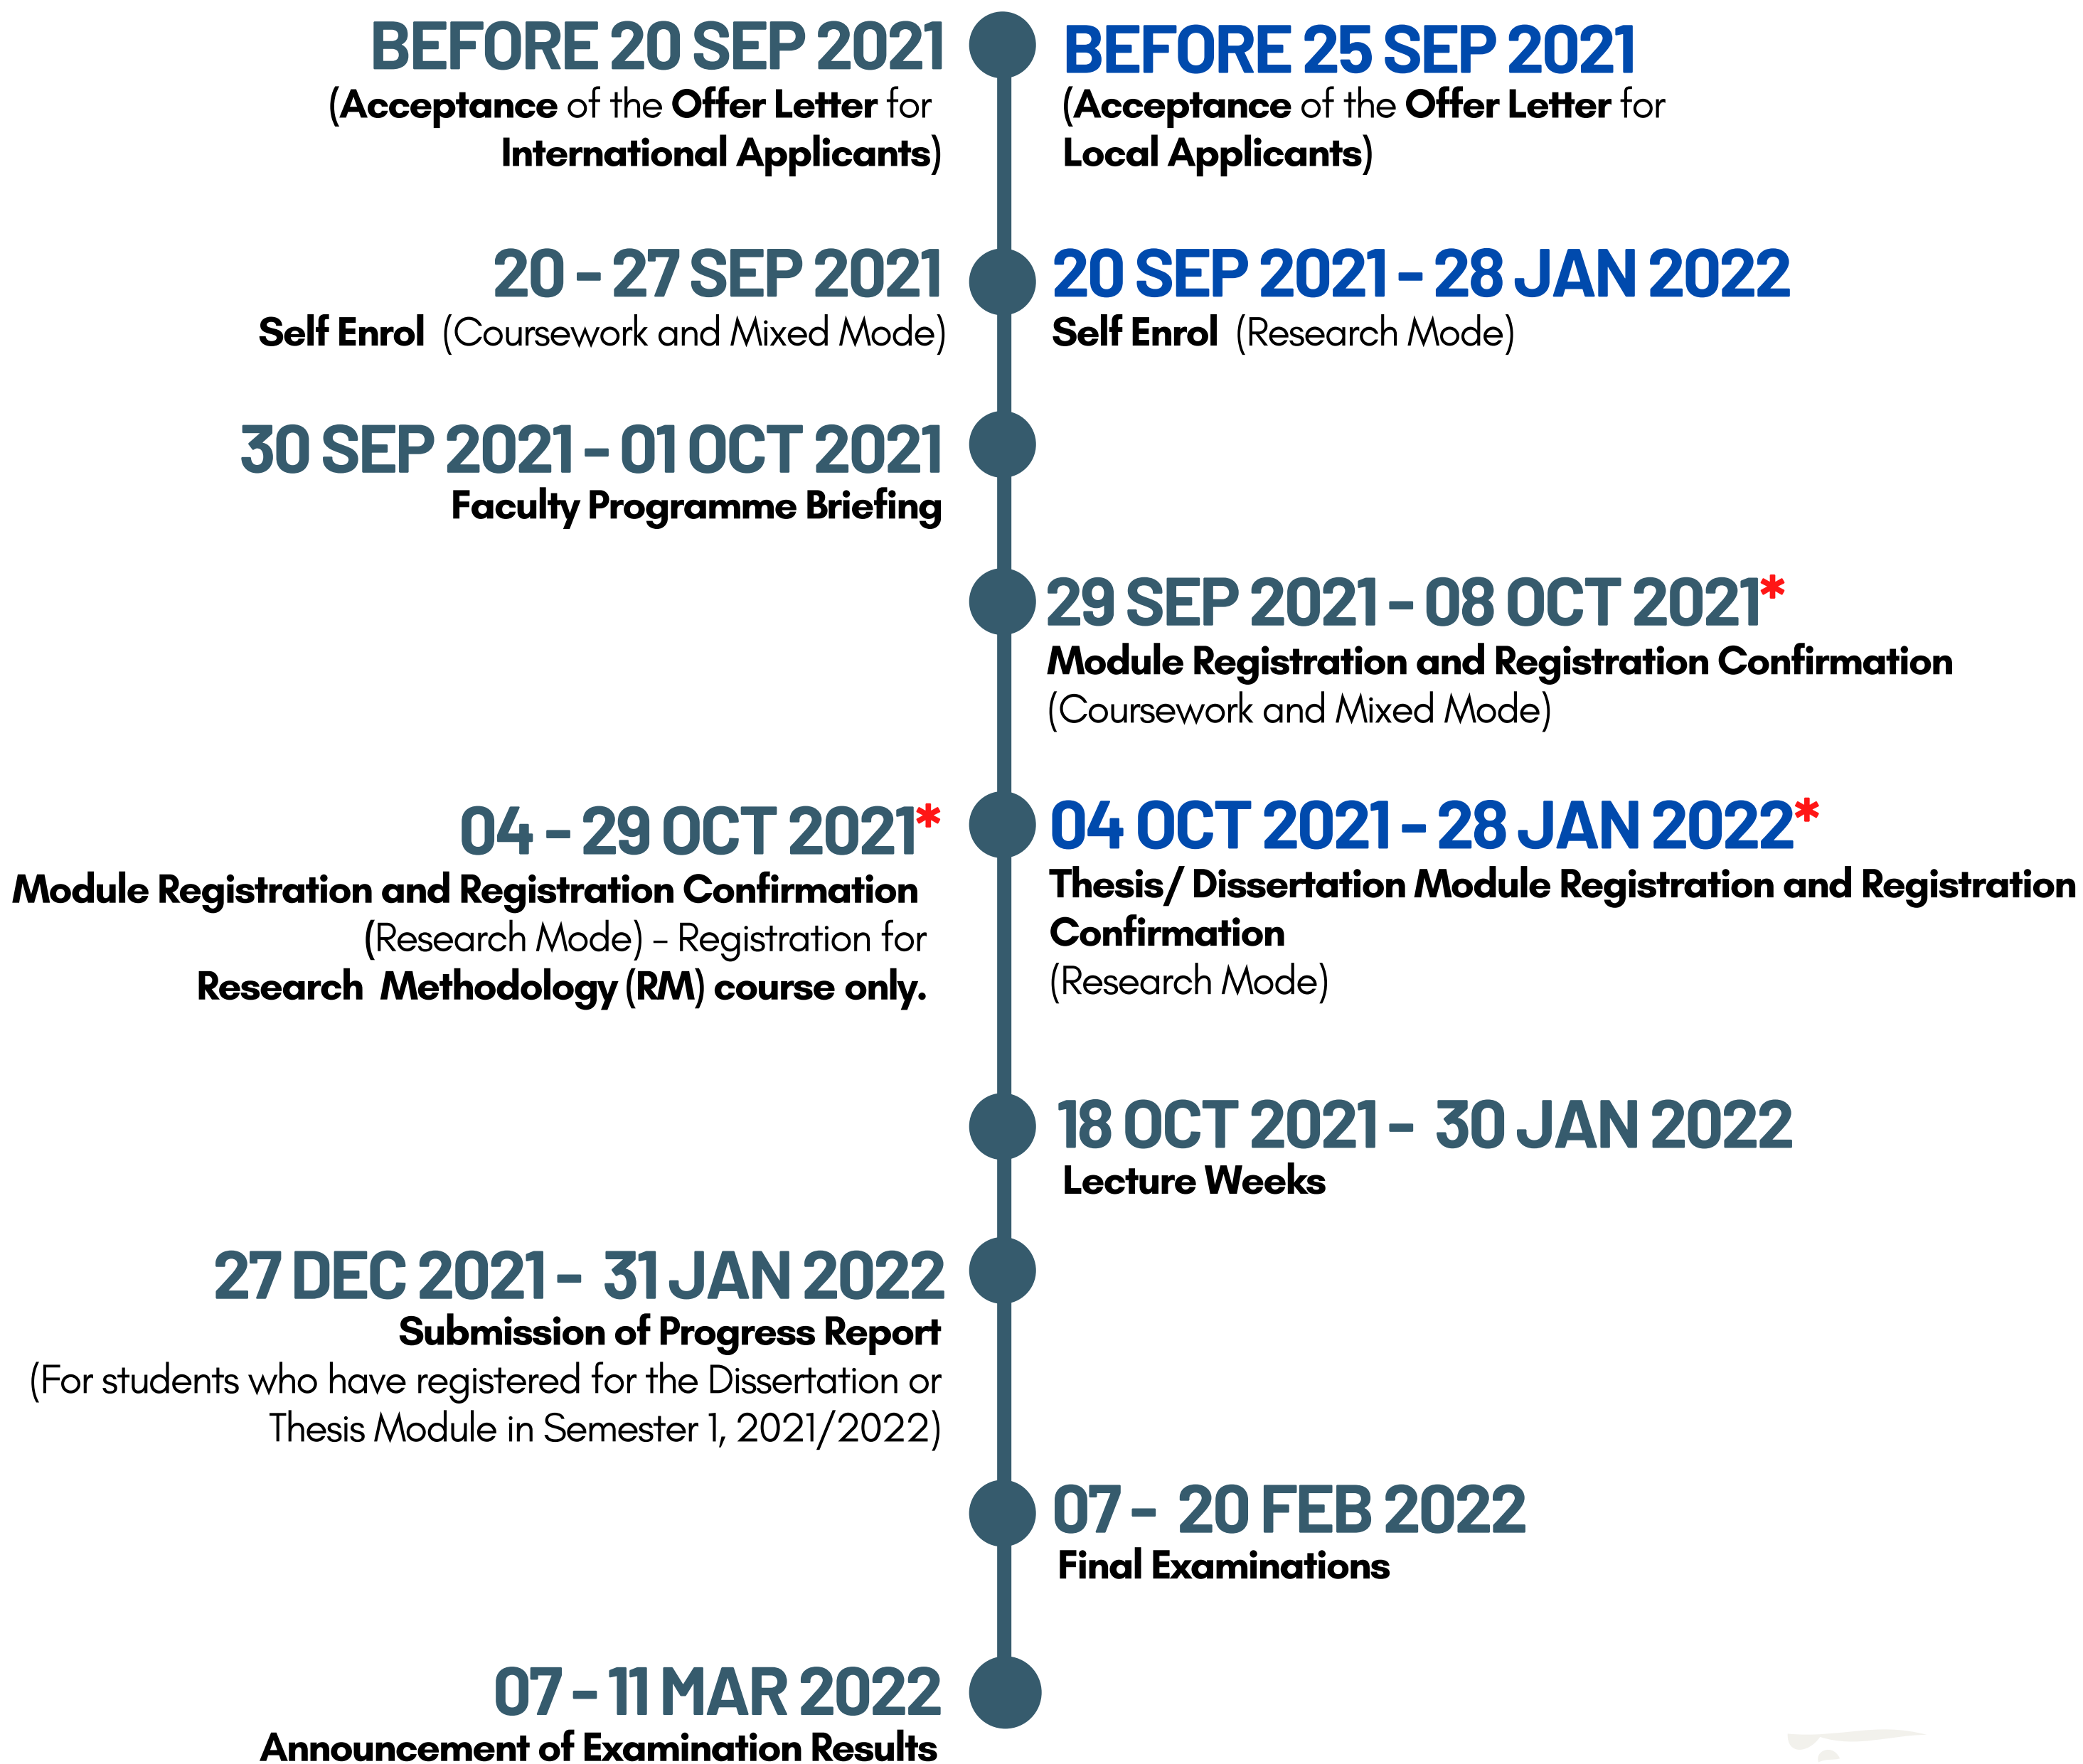 BEFORE 20 SEP 2021
(Acceptance of the Offer Letter for
International Applicants)
BEFORE 25 SEP 2021
(Acceptance of the Offer Letter for
Local Applicants)
20 - 27 SEP 2021
Self Enrol (Coursework and Mixed Mode)
20 SEP 2021 - 28 JAN 2022
Self Enrol (Research Mode)
30 SEP 2021 - 01 OCT 2021
Faculty Programme Briefing
29 SEP 2021 - 08 OCT 2021*
Module Registration and Registration Confirmation
(Coursework and Mixed Mode)
04 - 29 OCT 2021*
Module Registration and Registration Confirmation
(Research Mode) - Registration for
Research Methodology (RM) course only.
04 OCT 2021 - 28 JAN 2022*
Thesis/ Dissertation Module Registration and Registration
Confirmation
(Research Mode)
18 OCT 2021 - 30 JAN 2022
Lecture Weeks
27 DEC 2021 - 31 JAN 2022
Submission of Progress Report
(For students who have registered for the Dissertation or
Thesis Module in Semester 1, 2021/2022)
07 - 20 FEB 2022
Final Examinations
07 - 11 MAR 2022
Announcement of Examination Results